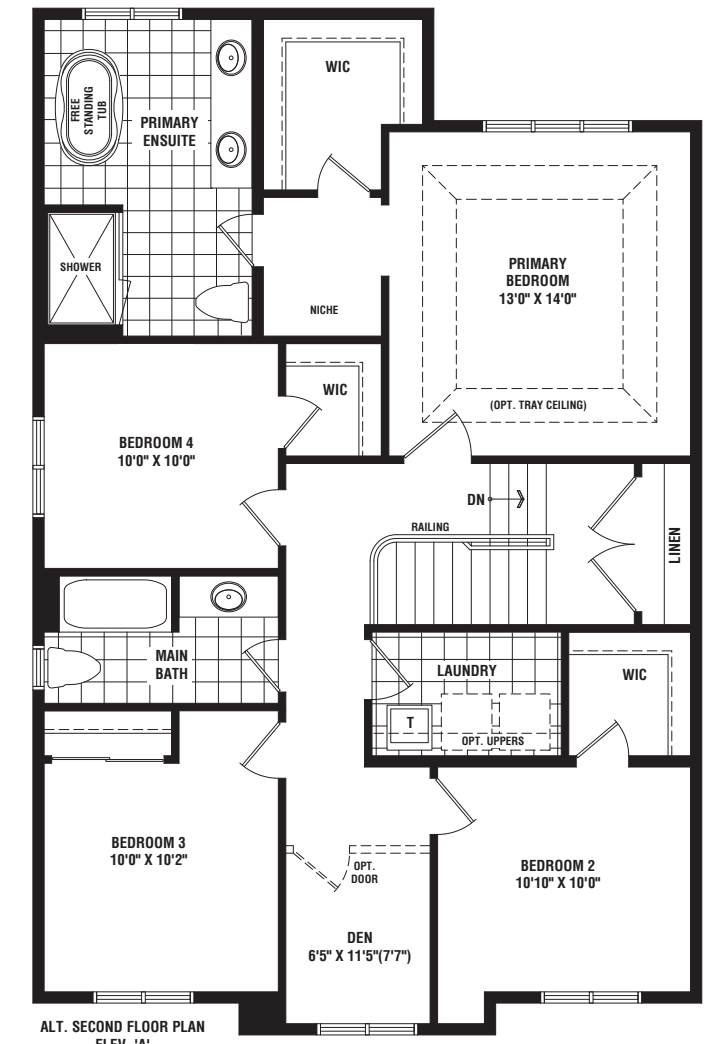 WIC
FREE
STANDING
TUB
PRIMARY
ENSUITE
SHOWER
NICHE
PRIMARY
BEDROOM
13'0" X 14'0"
(OPT. TRAY CEILING)
WIC
BEDROOM 4
10'0" X 10'0"
DN
RAILING
LINEN
MAIN
BATH
LAUNDRY
WIC
T
OPT. UPPERS
BEDROOM 3
10'0" X 10'2"
OPT.
DOOR
BEDROOM 2
10'10" X 10'0"
DEN
6'5" X 11'5"(7'7")
ALT. SECOND FLOOR PLAN
ELEV. 'A'